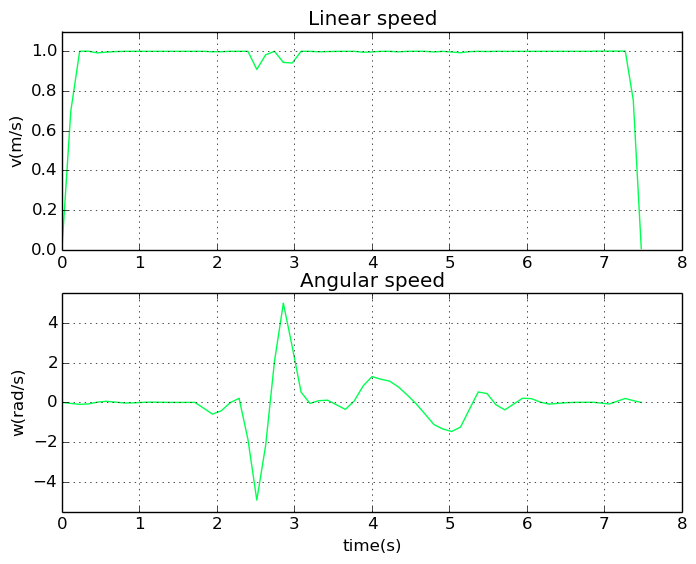 Linear speed
1.0
0.8
0.6
0.4
0.2
0.0
v(m/s)
0 1 2 3 4 5 6 7 8
Angular speed
4
2
0
−2
−4
w(rad/s)
0 1 2 3 4 5 6 7 8
time(s)